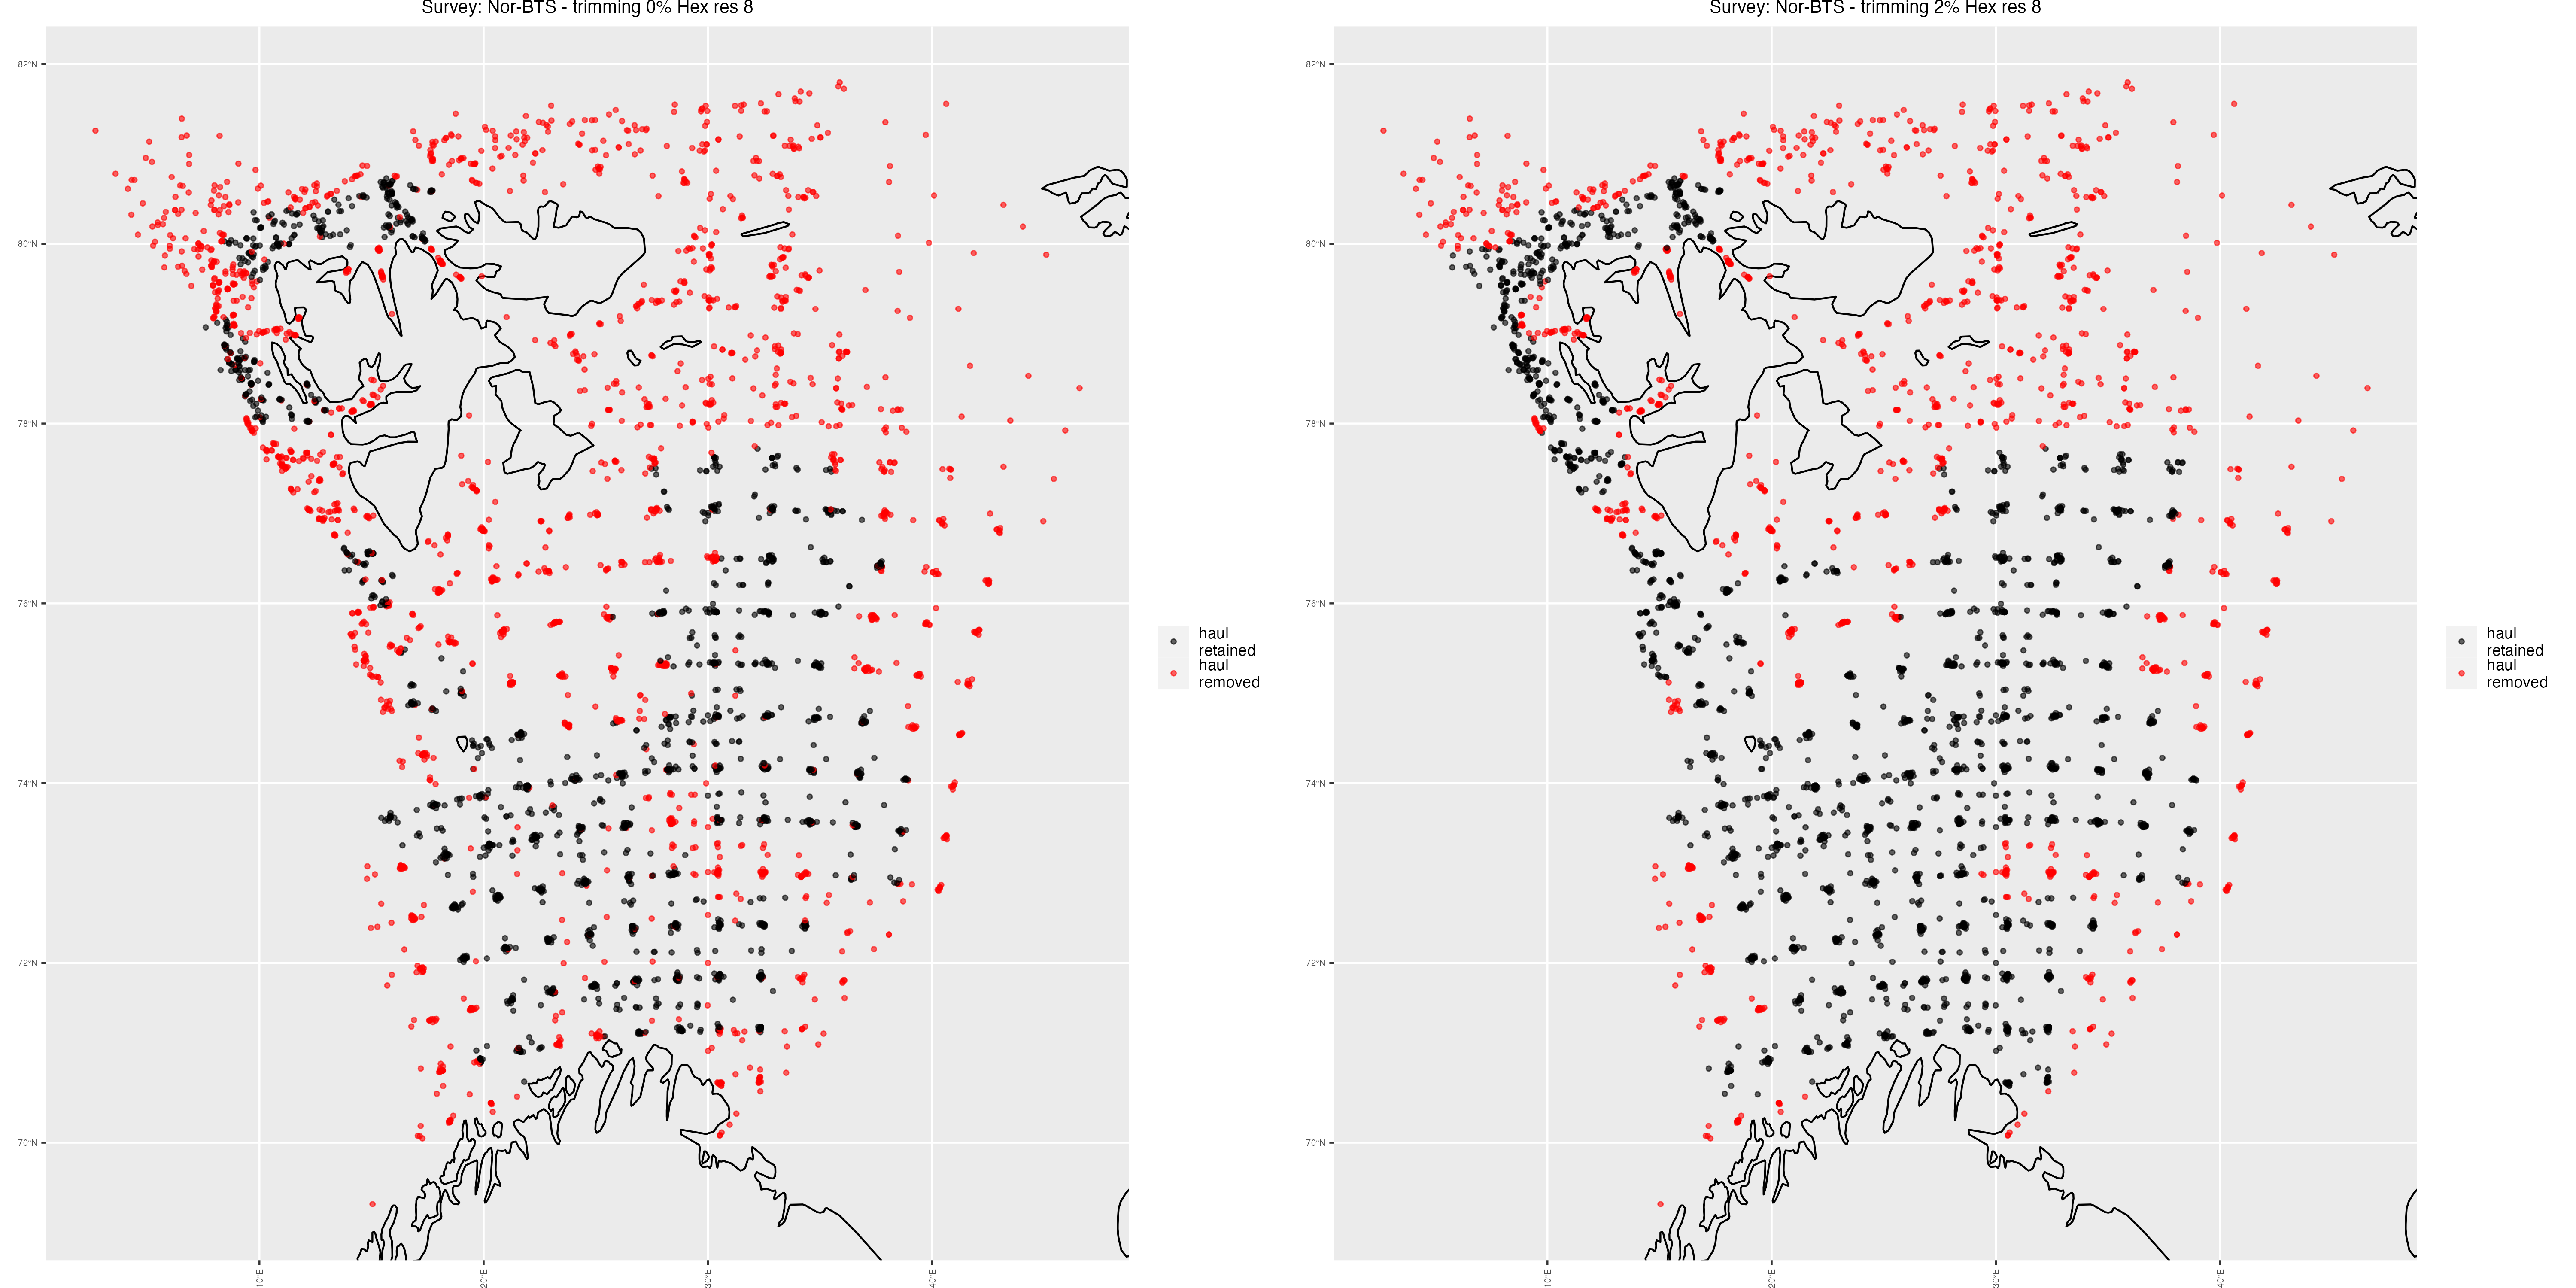 Survey: Nor-BTS - trimming 0% Hex res 8
82°N
80°N
78°N
76°N
74°N
72°N
70°N
10°E
20°E
30°E
40°E
haul
retained
haul
removed
Survey: Nor-BTS - trimming 2% Hex res 8
82°N
80°N
78°N
76°N
74°N
72°N
70°N
10°E
20°E
30°E
40°E
haul
retained
haul
removed